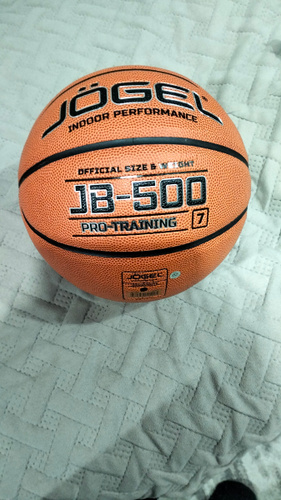 JÖGEL
INDOOR PERFORMANCE
OFFICIAL SIZE & WEIGHT
JB-500
PRO-TRAINING 7
JÖGEL